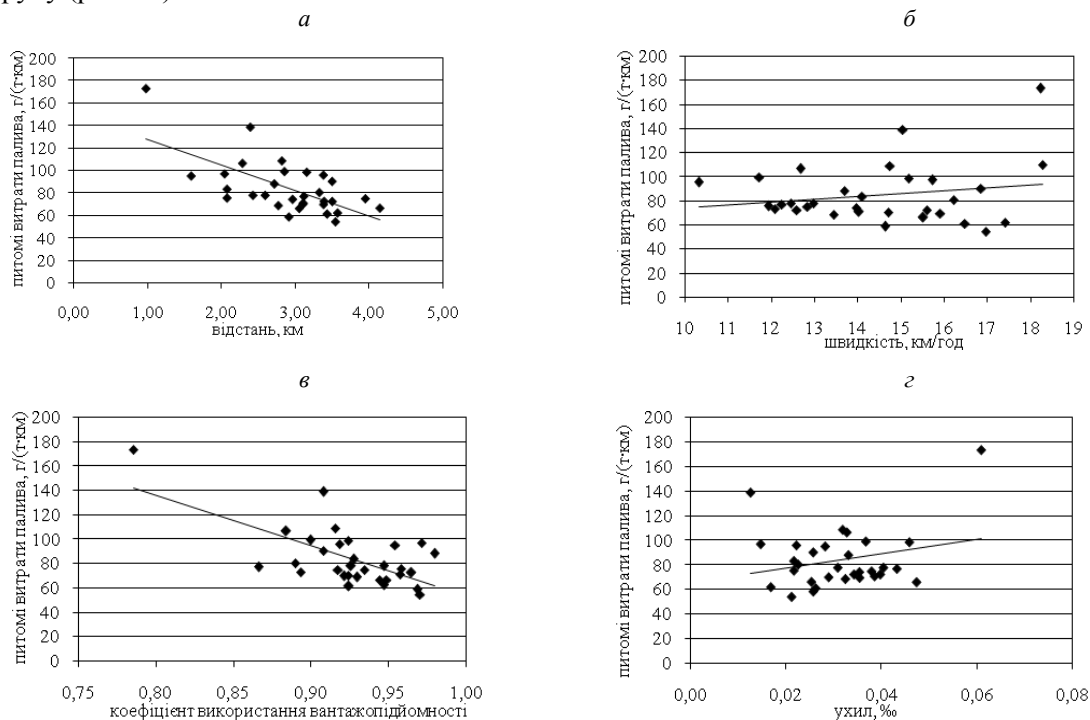 а
питомі витрати палива, г/(т·км)
200
180
160
140
120
100
80
60
40
20
0
0,00 1,00 2,00 3,00 4,00 5,00
відстань, км
б
питомі витрати палива, г/(т·км)
200
180
160
140
120
100
80
60
40
20
0
10 11 12 13 14 15 16 17 18 19
швидкість, км/год
в
питомі витрати палива, г/(т·км)
200
180
160
140
120
100
80
60
40
20
0
0,75 0,80 0,85 0,90 0,95 1,00
коефіцієнт використання вантажопідйомності
г
питомі витрати палива, г/(т·км)
200
180
160
140
120
100
80
60
40
20
0
0,00 0,02 0,04 0,06 0,08
ухил, ‰